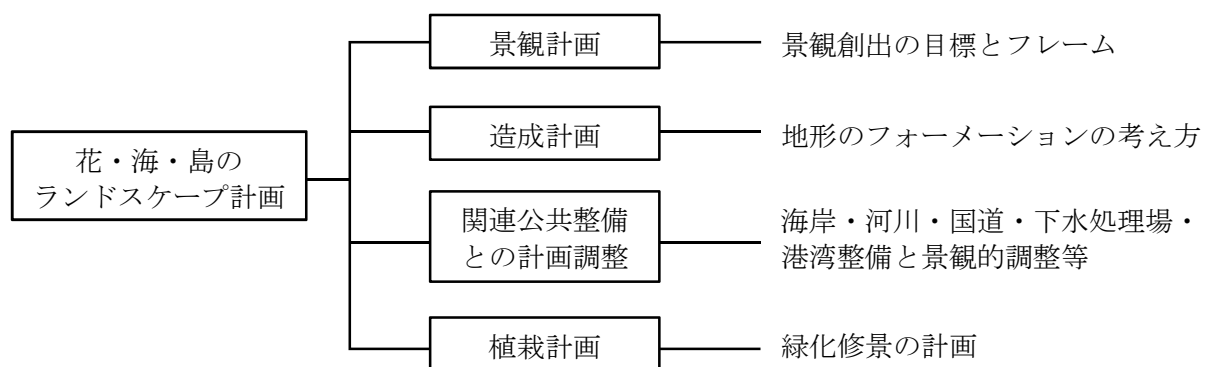 花・海・島の
ランドスケープ計画
景観計画
景観創出の目標とフレーム
造成計画
地形のフォーメーションの考え方
関連公共整備
との計画調整
海岸・河川・国道・下水処理場・
港湾整備と景観的調整等
植栽計画
緑化修景の計画